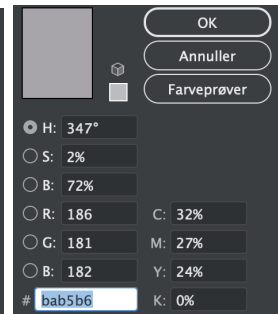 OK
Annuller
Farveprøver
H: 347°
S: 2%
B: 72%
R: 186 C: 32%
G: 181 M: 27%
B: 182 Y: 24%
# bab5b6 K: 0%